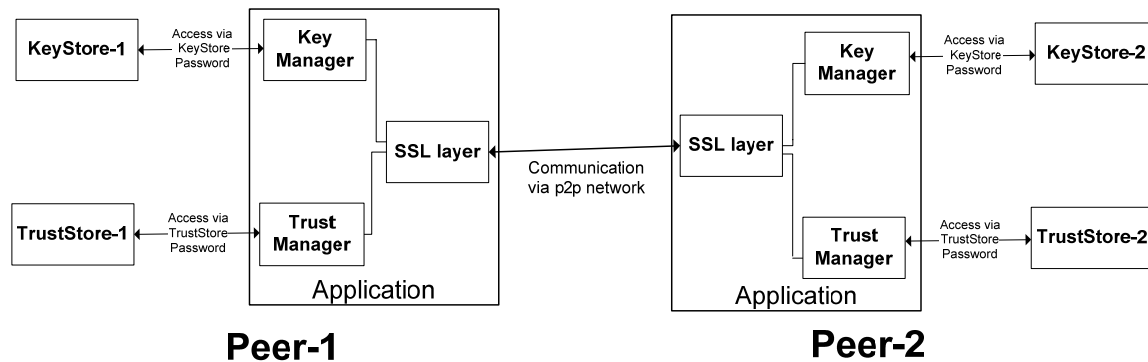 KeyStore-1
Access via
KeyStore
Password
Key
Manager
SSL layer
TrustStore-1
Access via
TrustStore
Password
Trust
Manager
Application
Peer-1
Communication
via p2p network
SSL layer
Key
Manager
Access via
KeyStore
Password
KeyStore-2
Trust
Manager
Access via
TrustStore
Password
TrustStore-2
Application
Peer-2